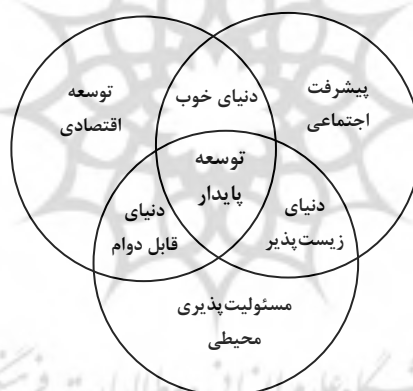 پیشرفت
اجتماعی
دنیای خوب
توسعه
اقتصادی
توسعه
پایدار
دنیای
زیست‌پذیر
دنیای
قابل دوام
مسئولیت‌پذیری
محیطی